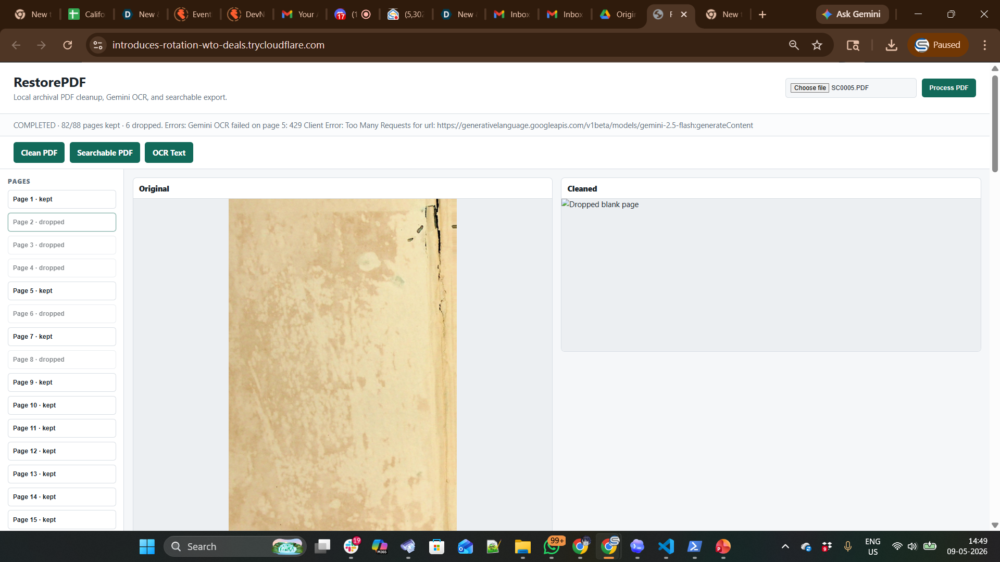 New t
Califo
New &
Event
DevN
Your A
(1
(5,302
New &
Inbox
Inbox
Origi
F
New t
Ask Gemini
introduces-rotation-wto-deals.trycloudflare.com
Paused
RestorePDF
Local archival PDF cleanup, Gemini OCR, and searchable export.
Choose file SC0005.PDF
Process PDF
COMPLETED · 82/88 pages kept · 6 dropped. Errors: Gemini OCR failed on page 5: 429 Client Error: Too Many Requests for url: https://generativelanguage.googleapis.com/v1beta/models/gemini-2.5-flash:generateContent
Clean PDF
Searchable PDF
OCR Text
PAGES
Page 1 · kept
Page 2 · dropped
Page 3 · dropped
Page 4 · dropped
Page 5 · kept
Page 6 · dropped
Page 7 · kept
Page 8 · dropped
Page 9 · kept
Page 10 · kept
Page 11 · kept
Page 12 · kept
Page 13 · kept
Page 14 · kept
Page 15 · kept
Original
Cleaned
Dropped blank page
Search
19
M365
99+
ENG
US
14:49
09-05-2026